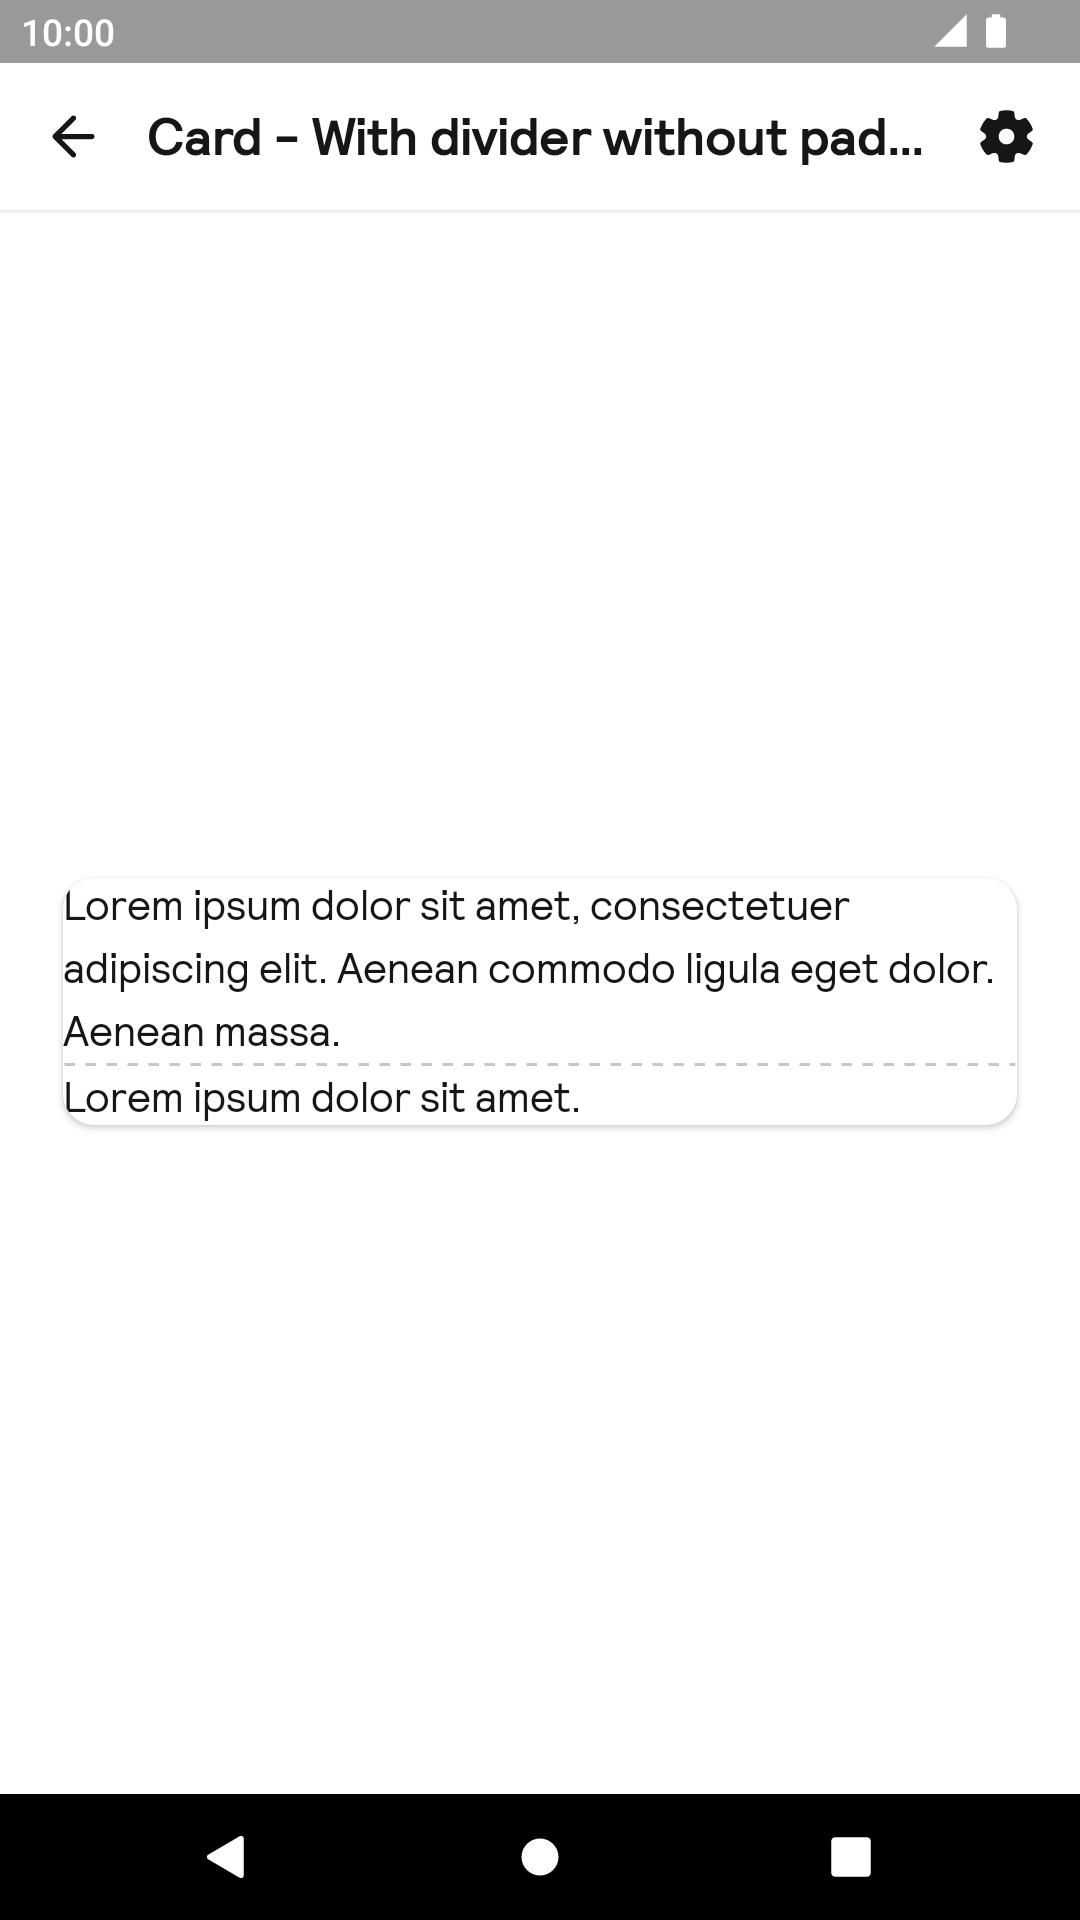 10:00
Card - With divider without pad...
Lorem ipsum dolor sit amet, consectetuer
adipiscing elit. Aenean commodo ligula eget dolor.
Aenean massa.
Lorem ipsum dolor sit amet.